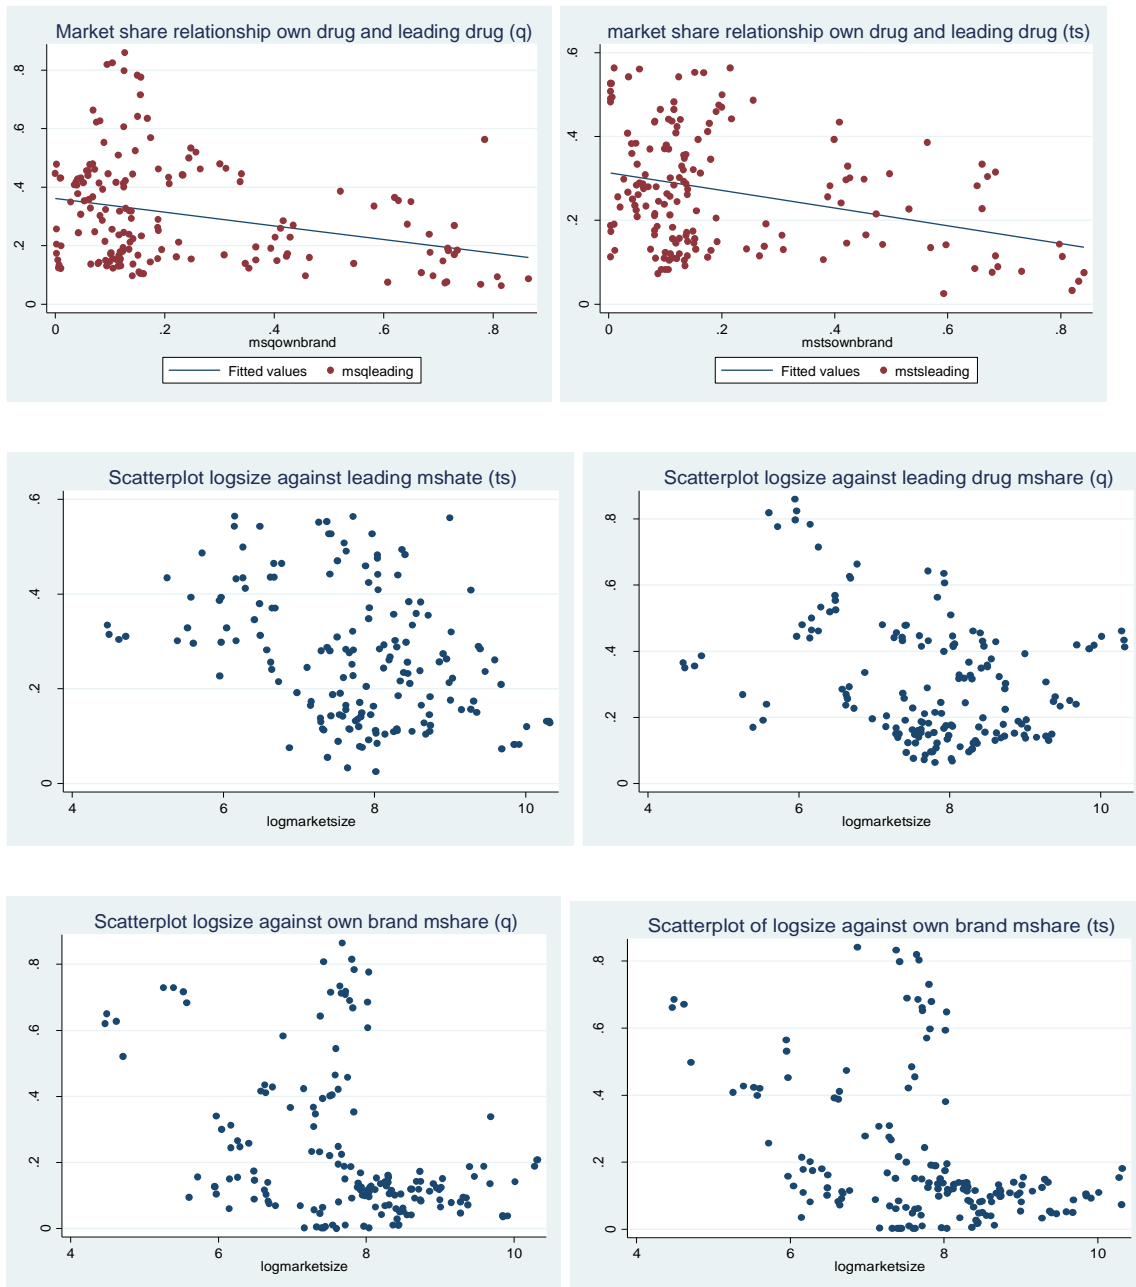 Market share relationship own drug and leading drug (q)
.8
.6
.4
.2
0
0 .2 .4 .6 .8
msqownbrand
Fitted values msqleading
market share relationship own drug and leading drug (ts)
.6
.4
.2
0
0 .2 .4 .6 .8
mstsownbrand
Fitted values mstsleading
Scatterplot logsize against leading mshate (ts)
.6
.4
.2
0
4 6 8 10
logmarketsize
Scatterplot logsize against leading drug mshare (q)
.8
.6
.4
.2
0
4 6 8 10
logmarketsize
Scatterplot logsize against own brand mshare (q)
.8
.6
.4
.2
0
4 6 8 10
logmarketsize
Scatterplot of logsize against own brand mshare (ts)
.8
.6
.4
.2
0
4 6 8 10
logmarketsize